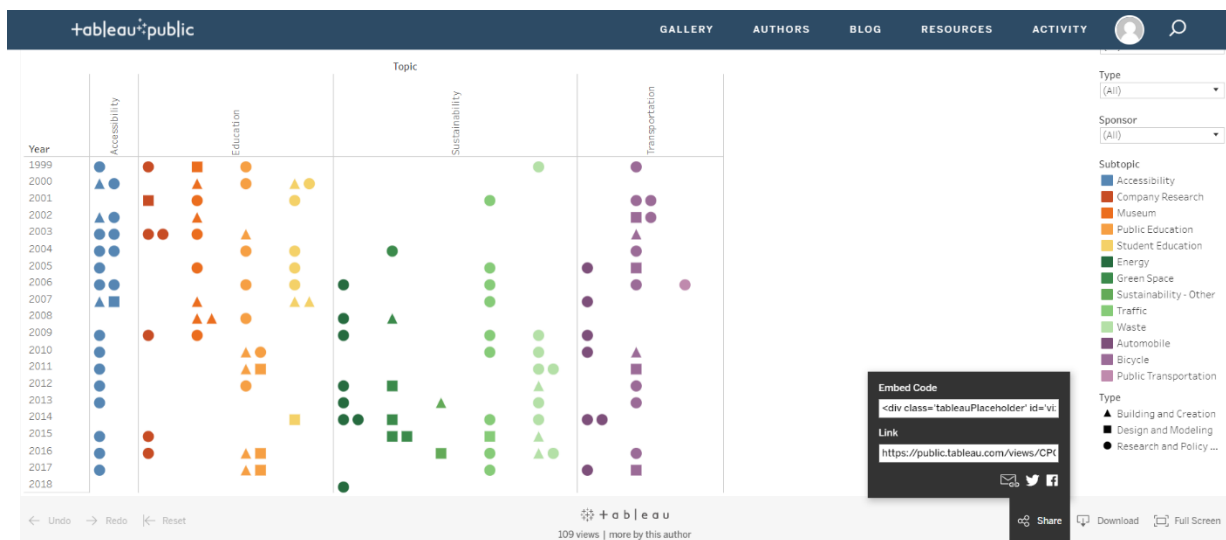 +ableau public
GALLERY AUTHORS BLOG RESOURCES ACTIVITY
Topic
Accessibility
Education
Sustainability
Transportation
Year
1999
2000
2001
2002
2003
2004
2005
2006
2007
2008
2009
2010
2011
2012
2013
2014
2015
2016
2017
2018
Type
(All)
Sponsor
(All)
Subtopic
Accessibility
Company Research
Museum
Public Education
Student Education
Energy
Green Space
Sustainability - Other
Traffic
Waste
Automobile
Bicycle
Public Transportation
Type
Building and Creation
Design and Modeling
Research and Policy ...
Embed Code
<div class='tableauPlaceholder' id='vi
Link
https://public.tableau.com/views/CP
Undo Redo Reset
+ableau
109 views | more by this author
Share Download Full Screen